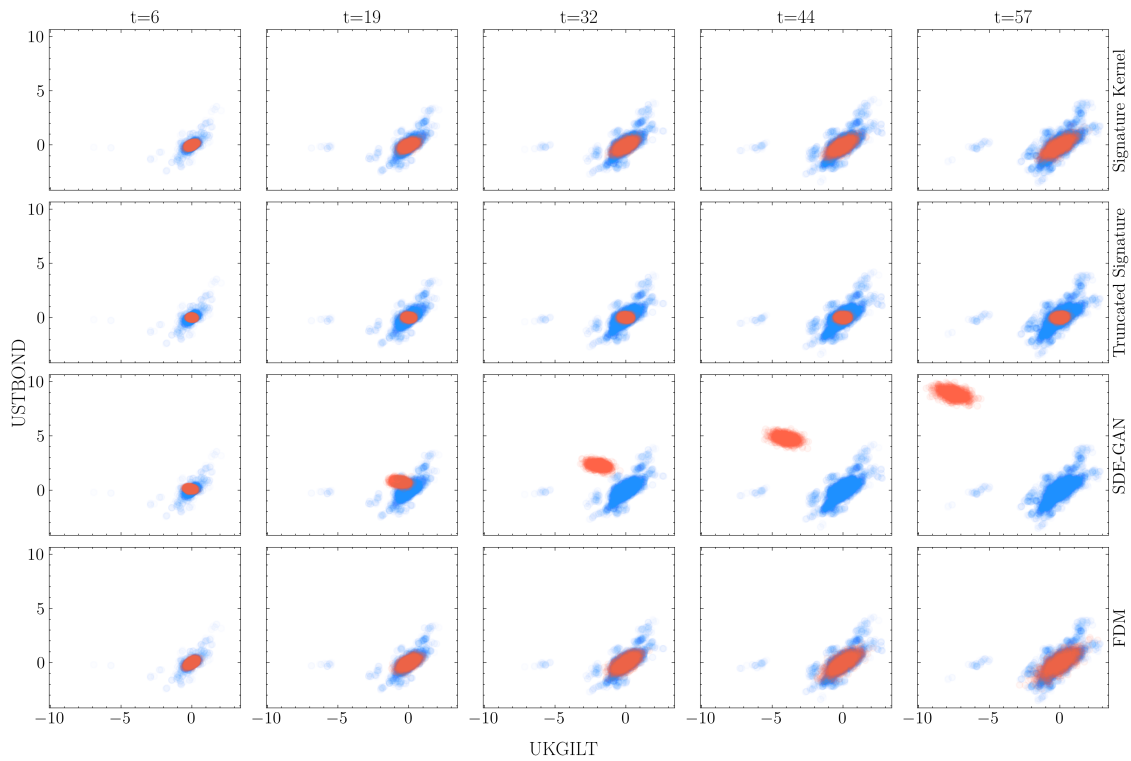 t=6 t=19 t=32 t=44 t=57
10
5
0
Signature Kernel
10
5
0
Truncated Signature
USTBOND
10
5
0
SDE-GAN
10
5
0
FDM
−10 −5 0 −10 −5 0 −10 −5 0 −10 −5 0 −10 −5 0
UKGILT